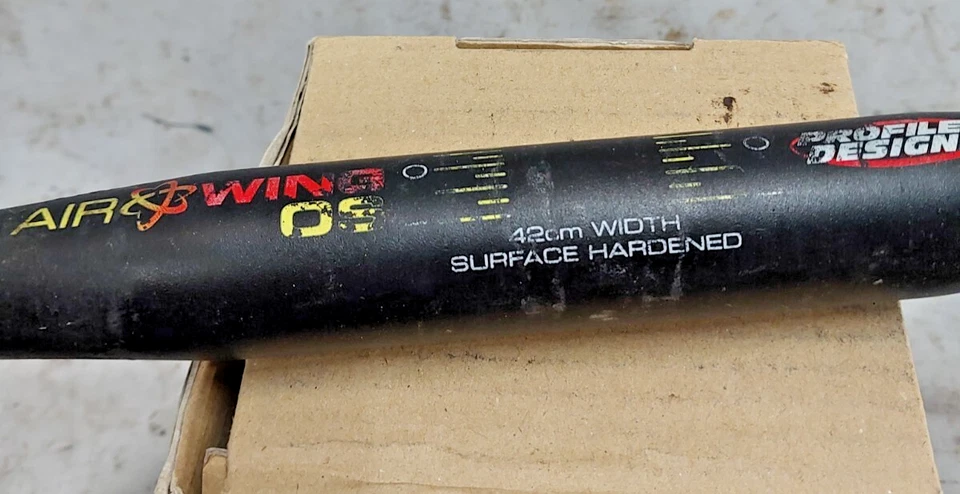 AIR WING
OS
PROFILE
DESIGN
42cm WIDTH
SURFACE HARDENED